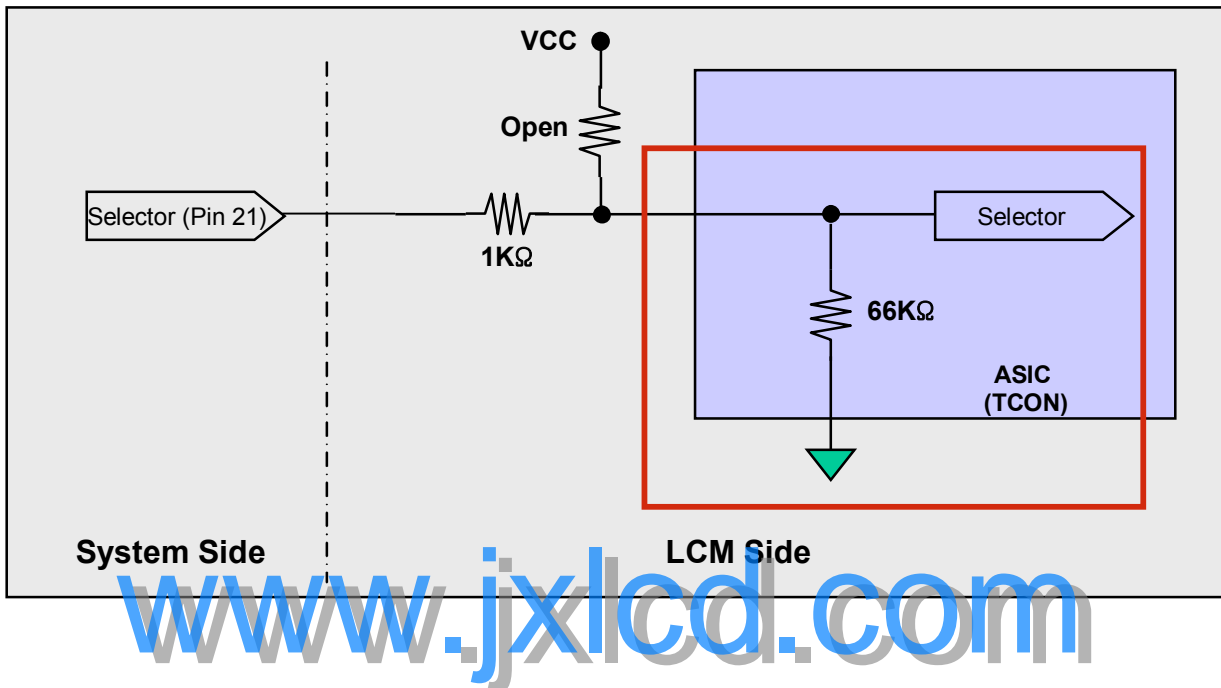 VCC
Open
Selector (Pin 21)
1KΩ
Selector
66KΩ
ASIC
(TCON)
System Side
LCM Side
www.jxlcd.com